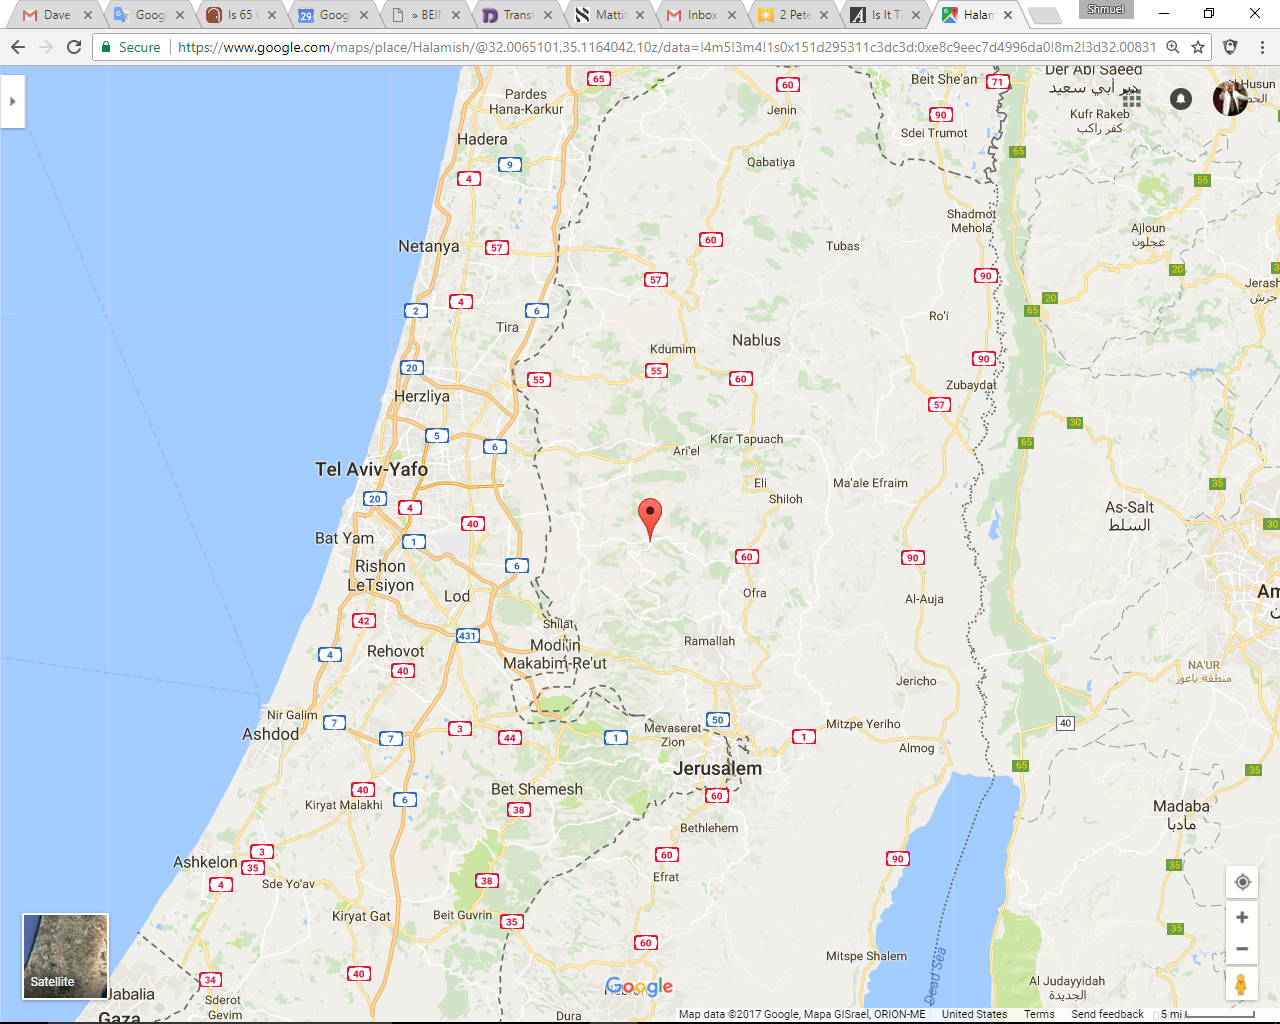 Dave
Goog
Is 65
Goog
» BEI
Trans
Matti
Inbox
2 Pete
Is It T
Halam
Shmuel
Secure
https://www.google.com/maps/place/Halamish/@32.0065101,35.1164042,10z/data=!4m5!3m4!1s0x151d295311c3dc3d:0xe8c9eec7d4996da0!8m2!3d32.00831
65
60
Beit She'an
71
Der Abi Saeed
دير أبي سعيد
Husun
Pardes
Hana-Karkur
Jenin
90
Kufr Rakeb
كفر راكب
Hadera
Sdei Trumot
9
Qabatiya
65
4
55
Shadmot
Mehola
Ajloun
عجلون
Netanya
57
60
Tubas
20
57
90
Jerash
جرش
4
20
2
6
65
Ro'i
Tira
Nablus
Kdumim
90
20
55
55
60
Zubaydat
Herzliya
57
30
5
Kfar Tapuach
65
6
Ari'el
Tel Aviv-Yafo
Eli
Ma'ale Efraim
35
20
Shiloh
As-Salt
السلط
4
40
30
Bat Yam
1
60
90
Rishon
LeTsiyon
6
Lod
Ofra
Al-Auja
Am
42
Shilat
431
Modi'in
Makabim-Re'ut
Ramallah
4
Rehovot
40
NA'UR
منطقه ناعور
Jericho
Nir Galim
7
50
40
Ashdod
3
Mevaseret
Zion
Mitzpe Yeriho
7
44
1
1
Almog
Jerusalem
65
35
40
Bet Shemesh
60
6
Kiryat Malakhi
38
Madaba
مأدبا
Bethlehem
3
60
90
Ashkelon
35
35
4
Sde Yo'av
38
Efrat
Kiryat Gat
Beit Guvrin
35
35
60
Mitspe Shalem
Dead Sea
34
40
Al Judayyidah
الجديدة
Satellite
Jabalia
Google
Sderot
Gevim
Gaza
Dura
Map data ©2017 Google, Mapa GISrael, ORION-ME
United States
Terms
Send feedback
5 mi